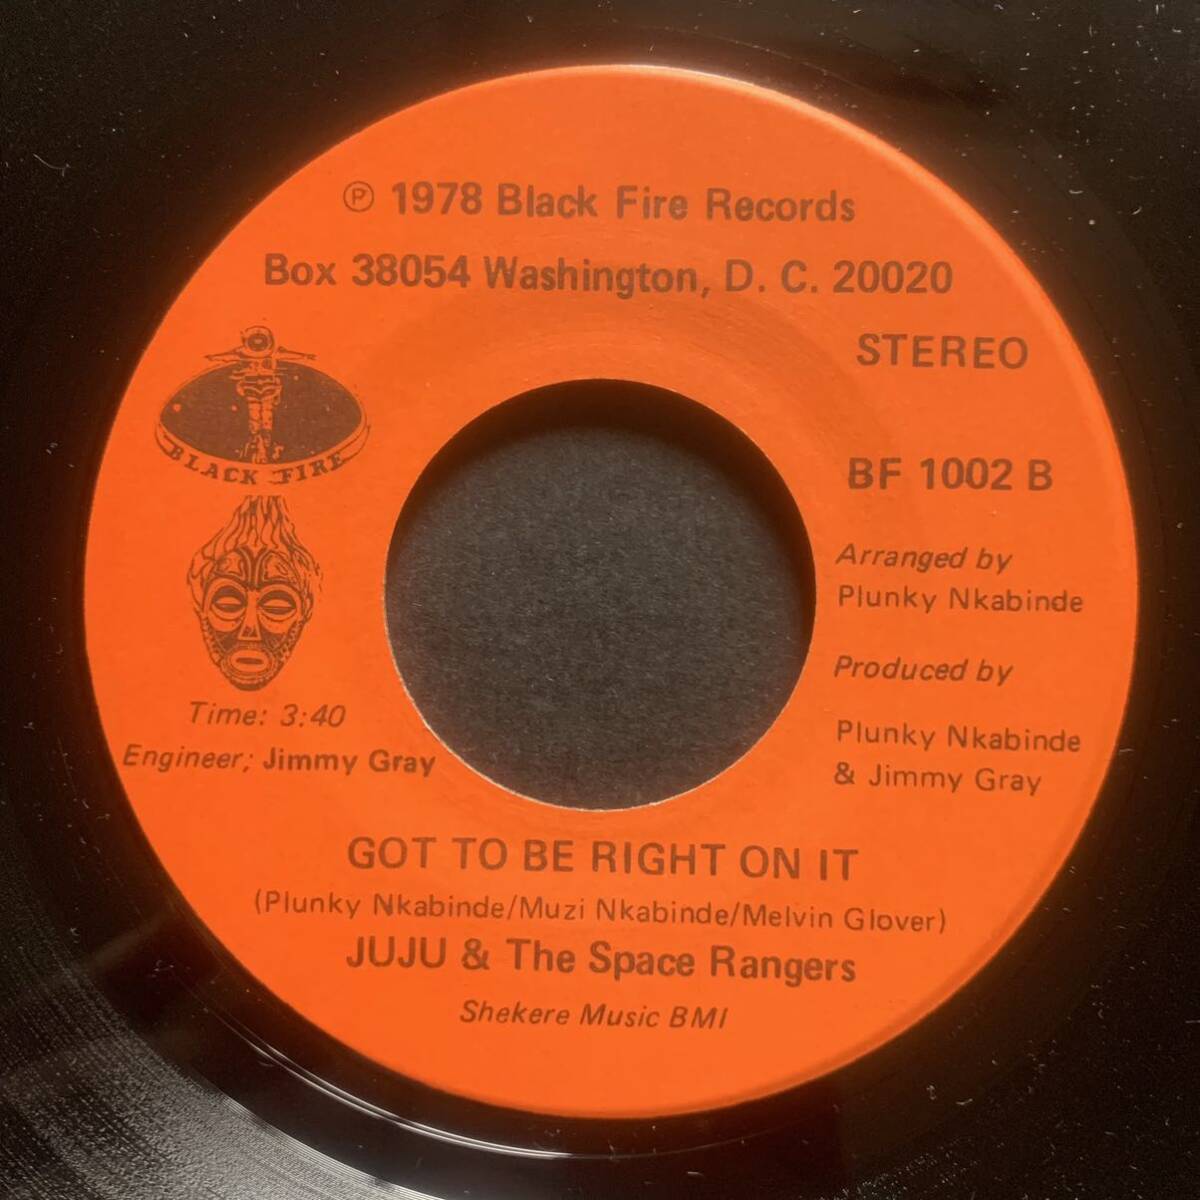 ℗ 1978 Black Fire Records
Box 38054 Washington, D. C. 20020
STEREO
BLACK FIRE
BF 1002 B
Arranged by
Plunky Nkabinde
Produced by
Plunky Nkabinde
& Jimmy Gray
Time: 3:40
Engineer; Jimmy Gray
GOT TO BE RIGHT ON IT
(Plunky Nkabinde/Muzi Nkabinde/Melvin Glover)
JUJU & The Space Rangers
Shekere Music BMI